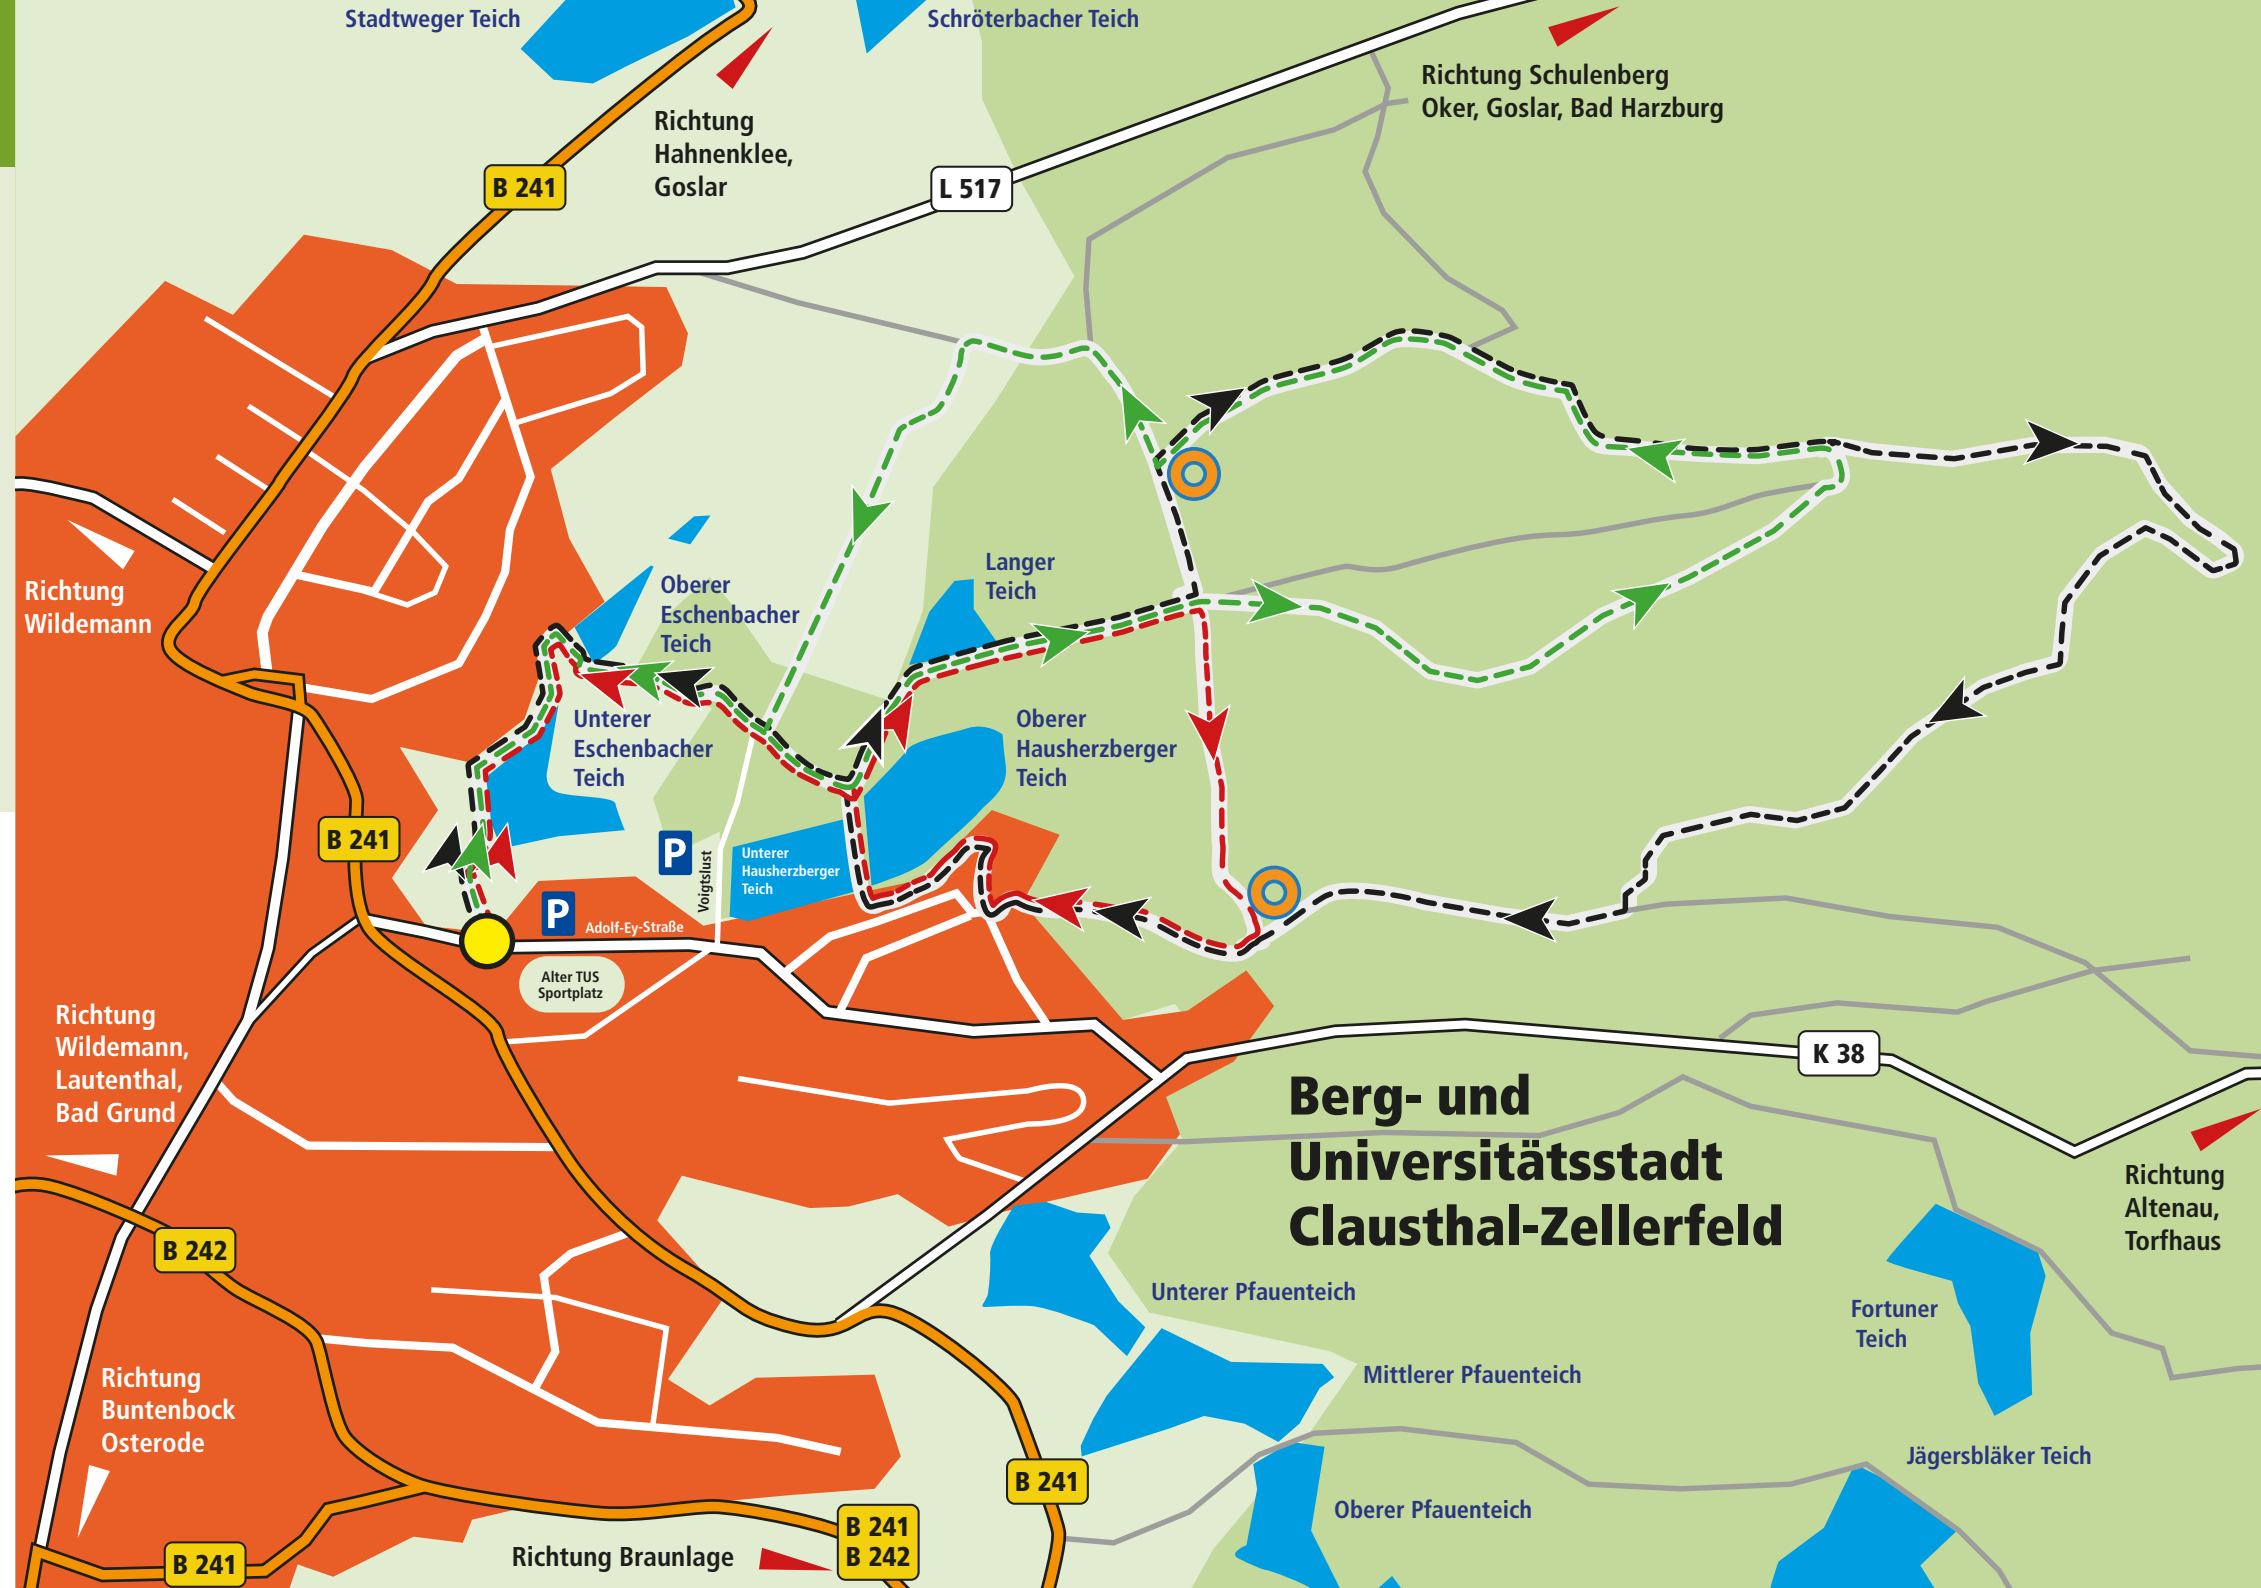 Stadtweger Teich
Schröterbacher Teich
Richtung Schulenberg
Oker, Goslar, Bad Harzburg
Richtung
Hahnenklee,
Goslar
B 241
L 517
Richtung
Wildemann
Oberer
Eschenbacher
Teich
Langer
Teich
Unterer
Eschenbacher
Teich
Oberer
Hausherzberger
Teich
B 241
P
Voigtslust
Unterer
Hausherzberger
Teich
P
Adolf-Ey-Straße
Alter TUS
Sportplatz
Richtung
Wildemann,
Lautenthal,
Bad Grund
K 38
Berg- und
Universitätsstadt
Clausthal-Zellerfeld
Richtung
Altenau,
Torfhaus
B 242
Unterer Pfauenteich
Fortuner
Teich
Mittlerer Pfauenteich
Richtung
Buntenbock
Osterode
Jägersbläker Teich
B 241
Oberer Pfauenteich
B 241
B 242
Richtung Braunlage
B 241